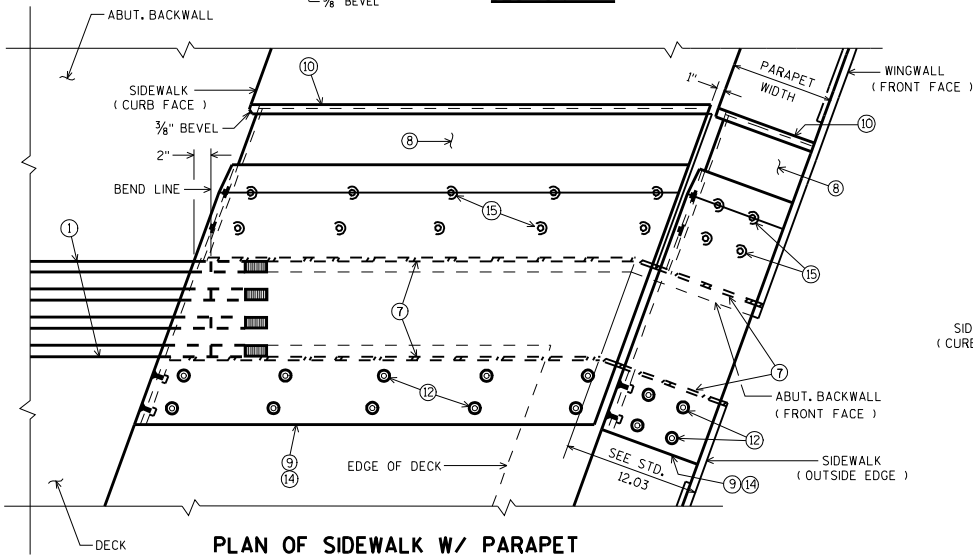 ⅜" BEVEL
ABUT. BACKWALL
SIDEWALK
( CURB FACE )
⅜" BEVEL
2"
BEND LINE
1
10
8
15
7
12
9
14
EDGE OF DECK
DECK
1"
PARAPET
WIDTH
WINGWALL
( FRONT FACE )
10
8
15
7
ABUT. BACKWALL
( FRONT FACE )
12
SIDEWALK
( OUTSIDE EDGE )
9 14
SEE STD.
12.03
SID
( CURE
PLAN OF SIDEWALK W/ PARAPET